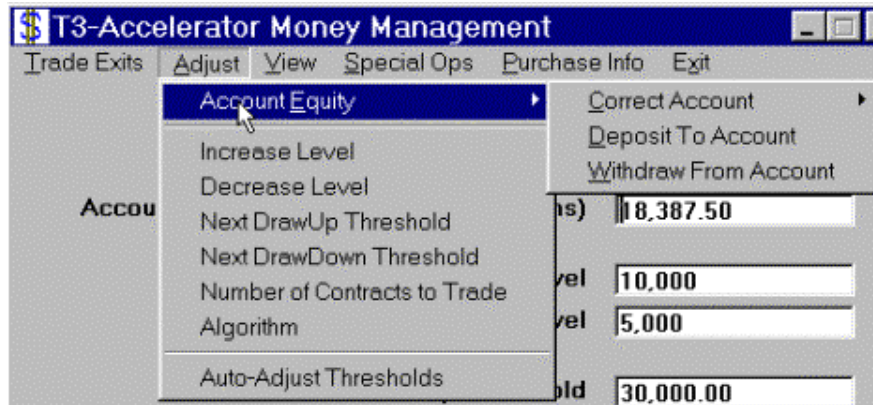 T3-Accelerator Money Management
Trade Exits Adjust View Special Ops Purchase Info Exit
Account Equity
Correct Account
Deposit To Account
Withdraw From Account
Increase Level
Decrease Level
Next DrawUp Threshold
Next DrawDown Threshold
Number of Contracts to Trade
Algorithm
Auto-Adjust Thresholds
Accou
ns) 18,387.50
vel 10,000
vel 5,000
old 30,000.00